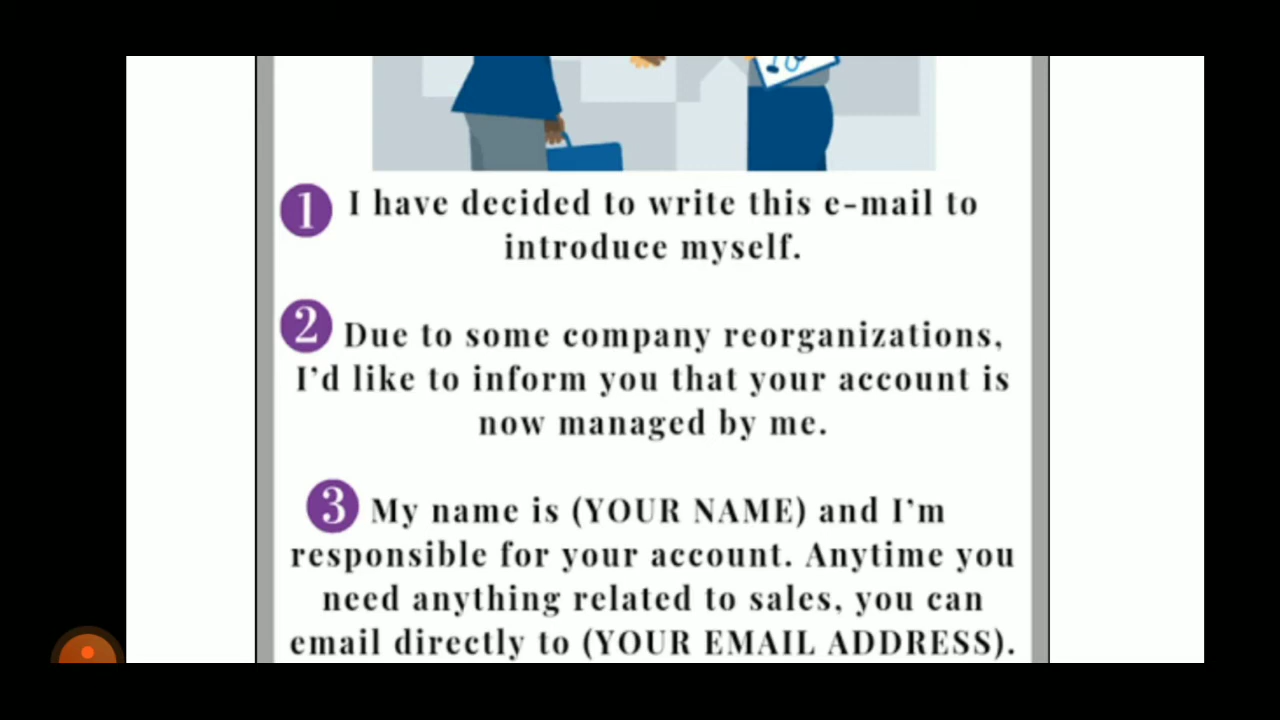 1 I have decided to write this e-mail to
introduce myself.
2 Due to some company reorganizations,
I'd like to inform you that your account is
now managed by me.
3 My name is (YOUR NAME) and I'm
responsible for your account. Anytime you
need anything related to sales, you can
email directly to (YOUR EMAIL ADDRESS).